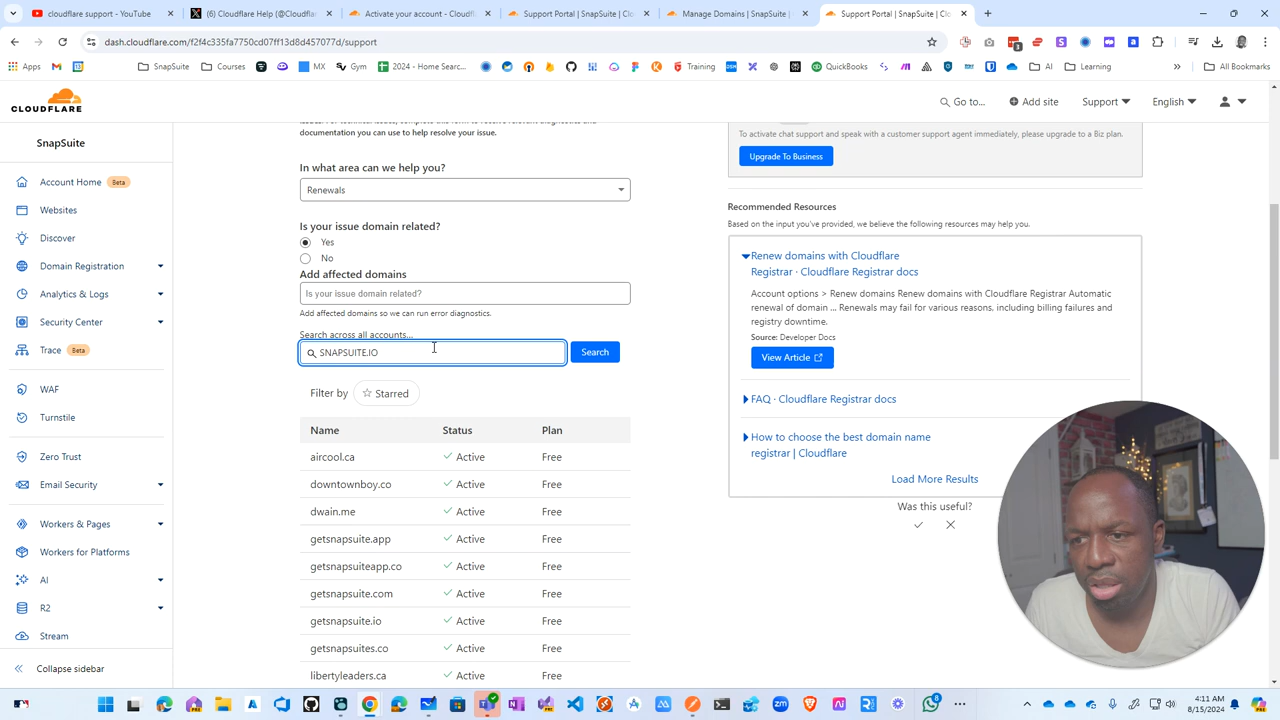 cloudflare support - YouTube
(6) Cloudflare Help (@Cloudflar
Activate your account - Cloudf
Support Portal | SnapSuite | Cl
Manage Domains | SnapSuite |
Support Portal | SnapSuite | Clo
dash.cloudflare.com/f2f4c335fa7750cd07ff13d8d457077d/support
Apps
SnapSuite
Courses
MX
Gym
2024 - Home Searc...
Training
QuickBooks
AI
Learning
All Bookmarks
CLOUDFLARE
Go to...
Add site
Support
English
SnapSuite
Account Home Beta
Websites
Discover
Domain Registration
Analytics & Logs
Security Center
Trace Beta
WAF
Turnstile
Zero Trust
Email Security
Workers & Pages
Workers for Platforms
AI
R2
Stream
Collapse sidebar
documentation you can use to help resolve your issue.
In what area can we help you?
Renewals
Is your issue domain related?
Yes
No
Add affected domains
Is your issue domain related?
Add affected domains so we can run error diagnostics.
Search across all accounts...
SNAPSUITE.IO
Search
Filter by Starred
Name Status Plan
aircool.ca Active Free
downtownboy.co Active Free
dwain.me Active Free
getsnapsuite.app Active Free
getsnapsuiteapp.co Active Free
getsnapsuite.com Active Free
getsnapsuite.io Active Free
getsnapsuites.co Active Free
libertyleaders.ca Active Free
To activate chat support and speak with a customer support agent immediately, please upgrade to a Biz plan.
Upgrade To Business
Recommended Resources
Based on the input you've provided, we believe the following resources may help you.
Renew domains with Cloudflare
Registrar · Cloudflare Registrar docs
Account options > Renew domains Renew domains with Cloudflare Registrar Automatic
renewal of domain ... Renewals may fail for various reasons, including billing failures and
registry downtime.
Source: Developer Docs
View Article
FAQ · Cloudflare Registrar docs
How to choose the best domain name
registrar | Cloudflare
Load More Results
Was this useful?
4:11 AM
8/15/2024